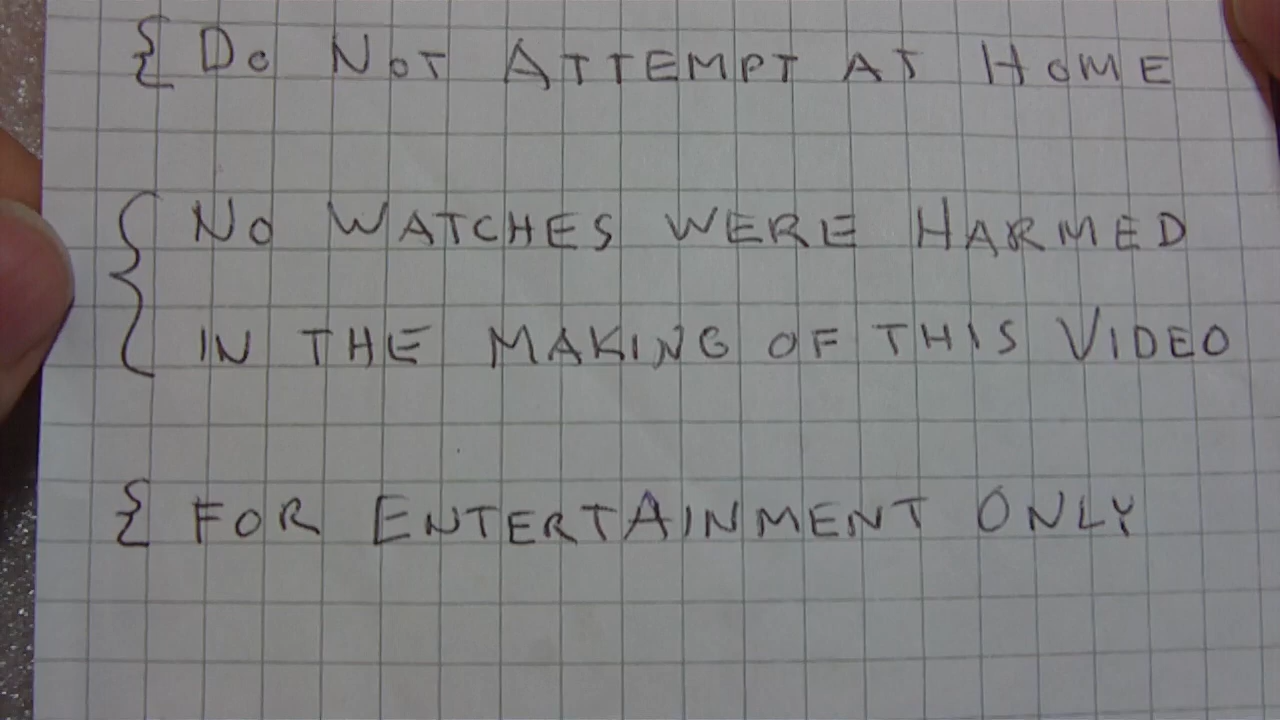 { Do Not Attempt at Home
{ No Watches were Harmed
in the making of this Video
{ For Entertainment Only